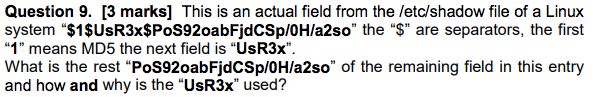 Question 9. [3 marks] This is an actual field from the /etc/shadow file of a Linux
system “$1$UsR3x$PoS92oabFjdCSp/0H/a2so” the “$” are separators, the first
“1” means MD5 the next field is “UsR3x”.
What is the rest “PoS92oabFjdCSp/0H/a2so” of the remaining field in this entry
and how and why is the “UsR3x” used?